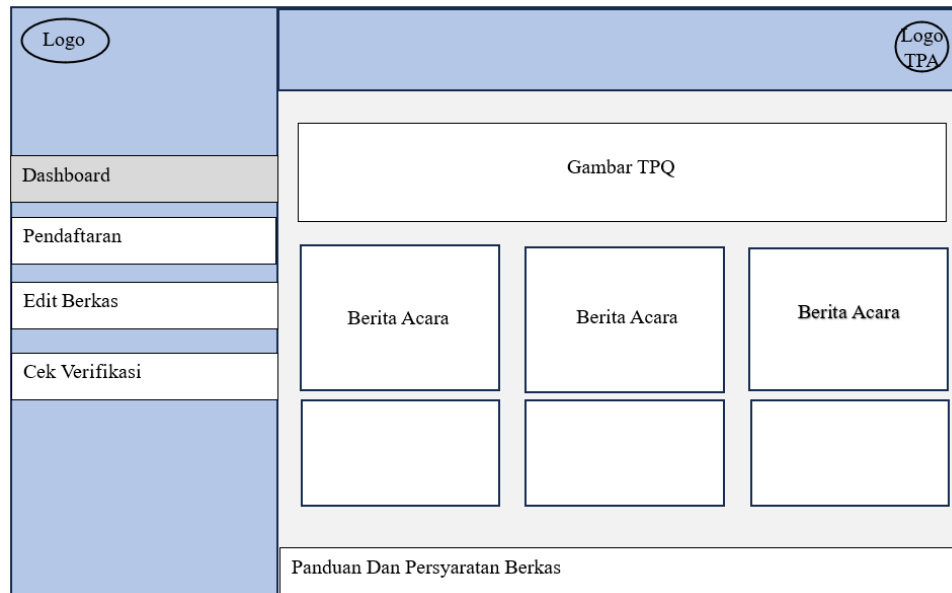 Logo
Logo
TPA
Dashboard
Pendaftaran
Edit Berkas
Cek Verifikasi
Gambar TPQ
Berita Acara
Berita Acara
Berita Acara
Panduan Dan Persyaratan Berkas